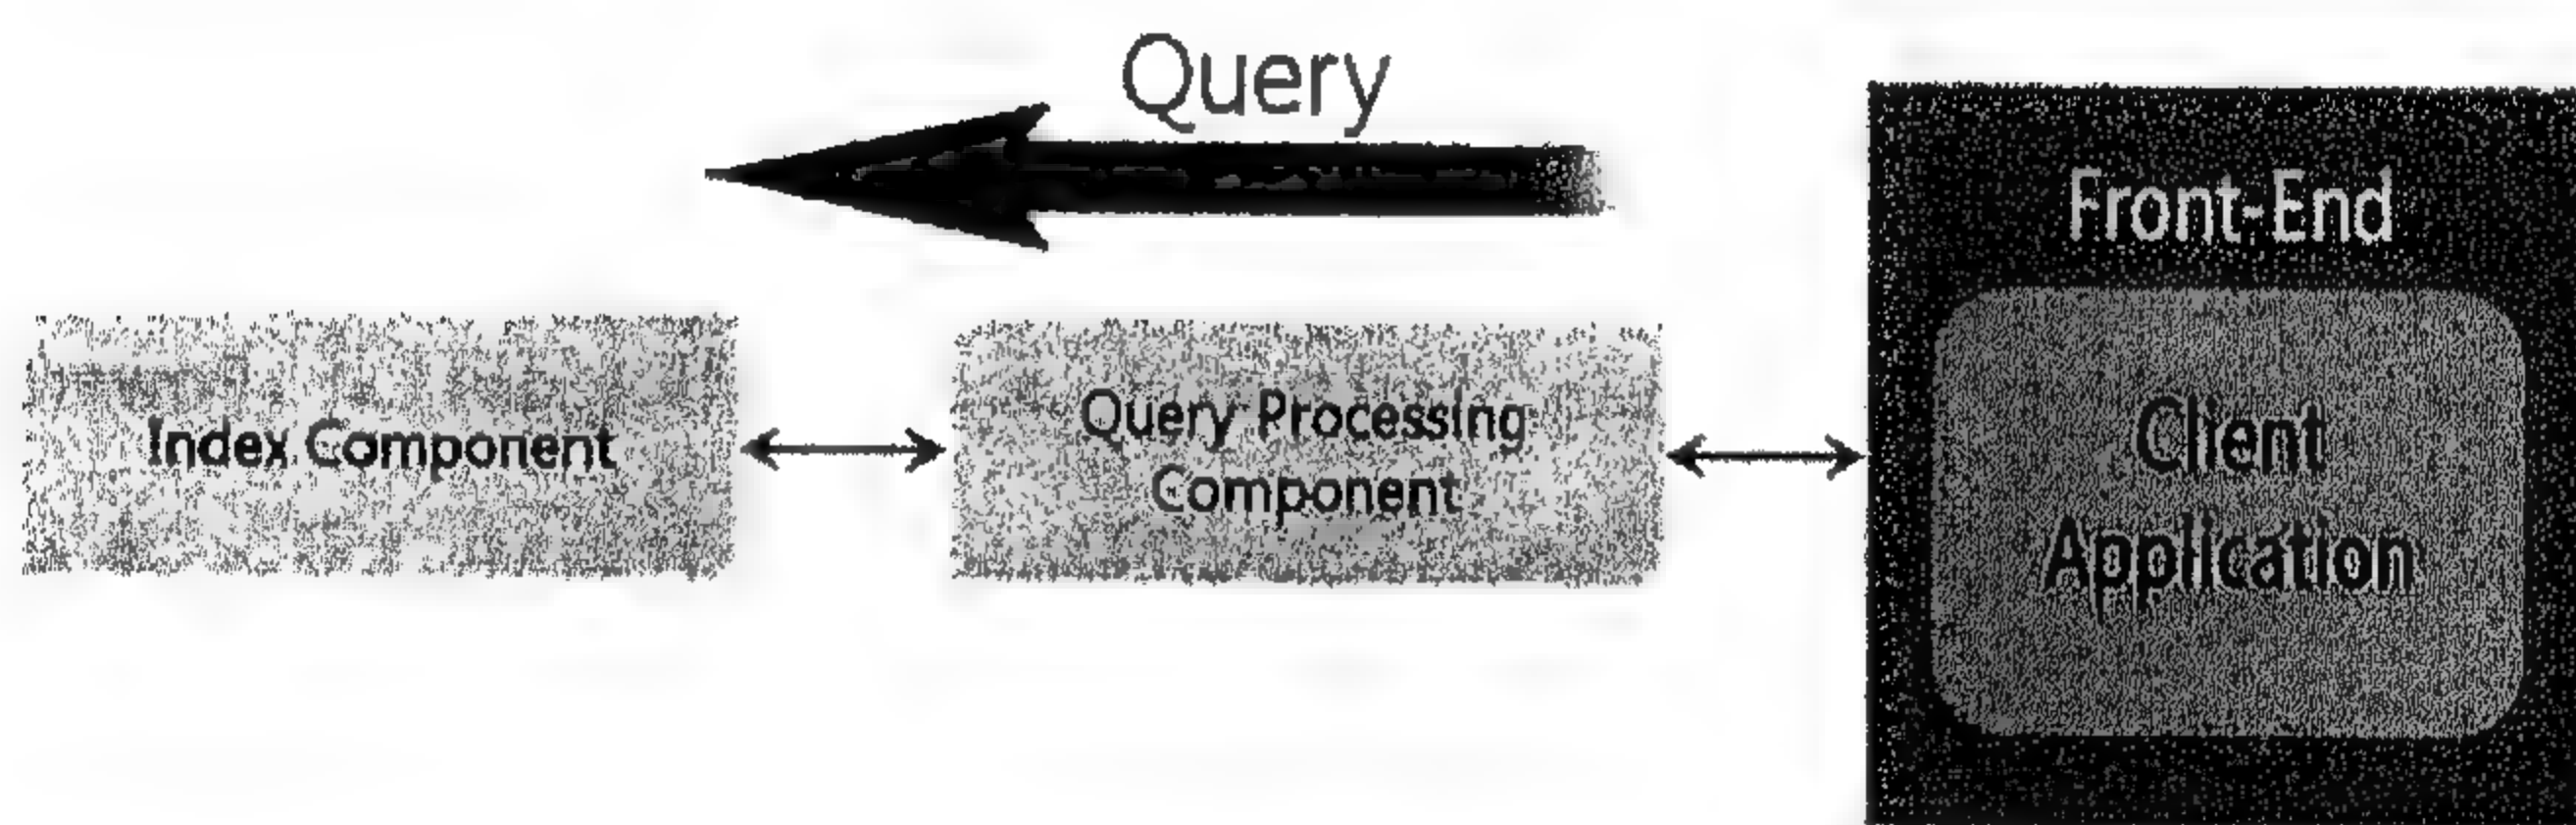 Query
Front-End
Index Component
Query Processing
Component
Client
Application